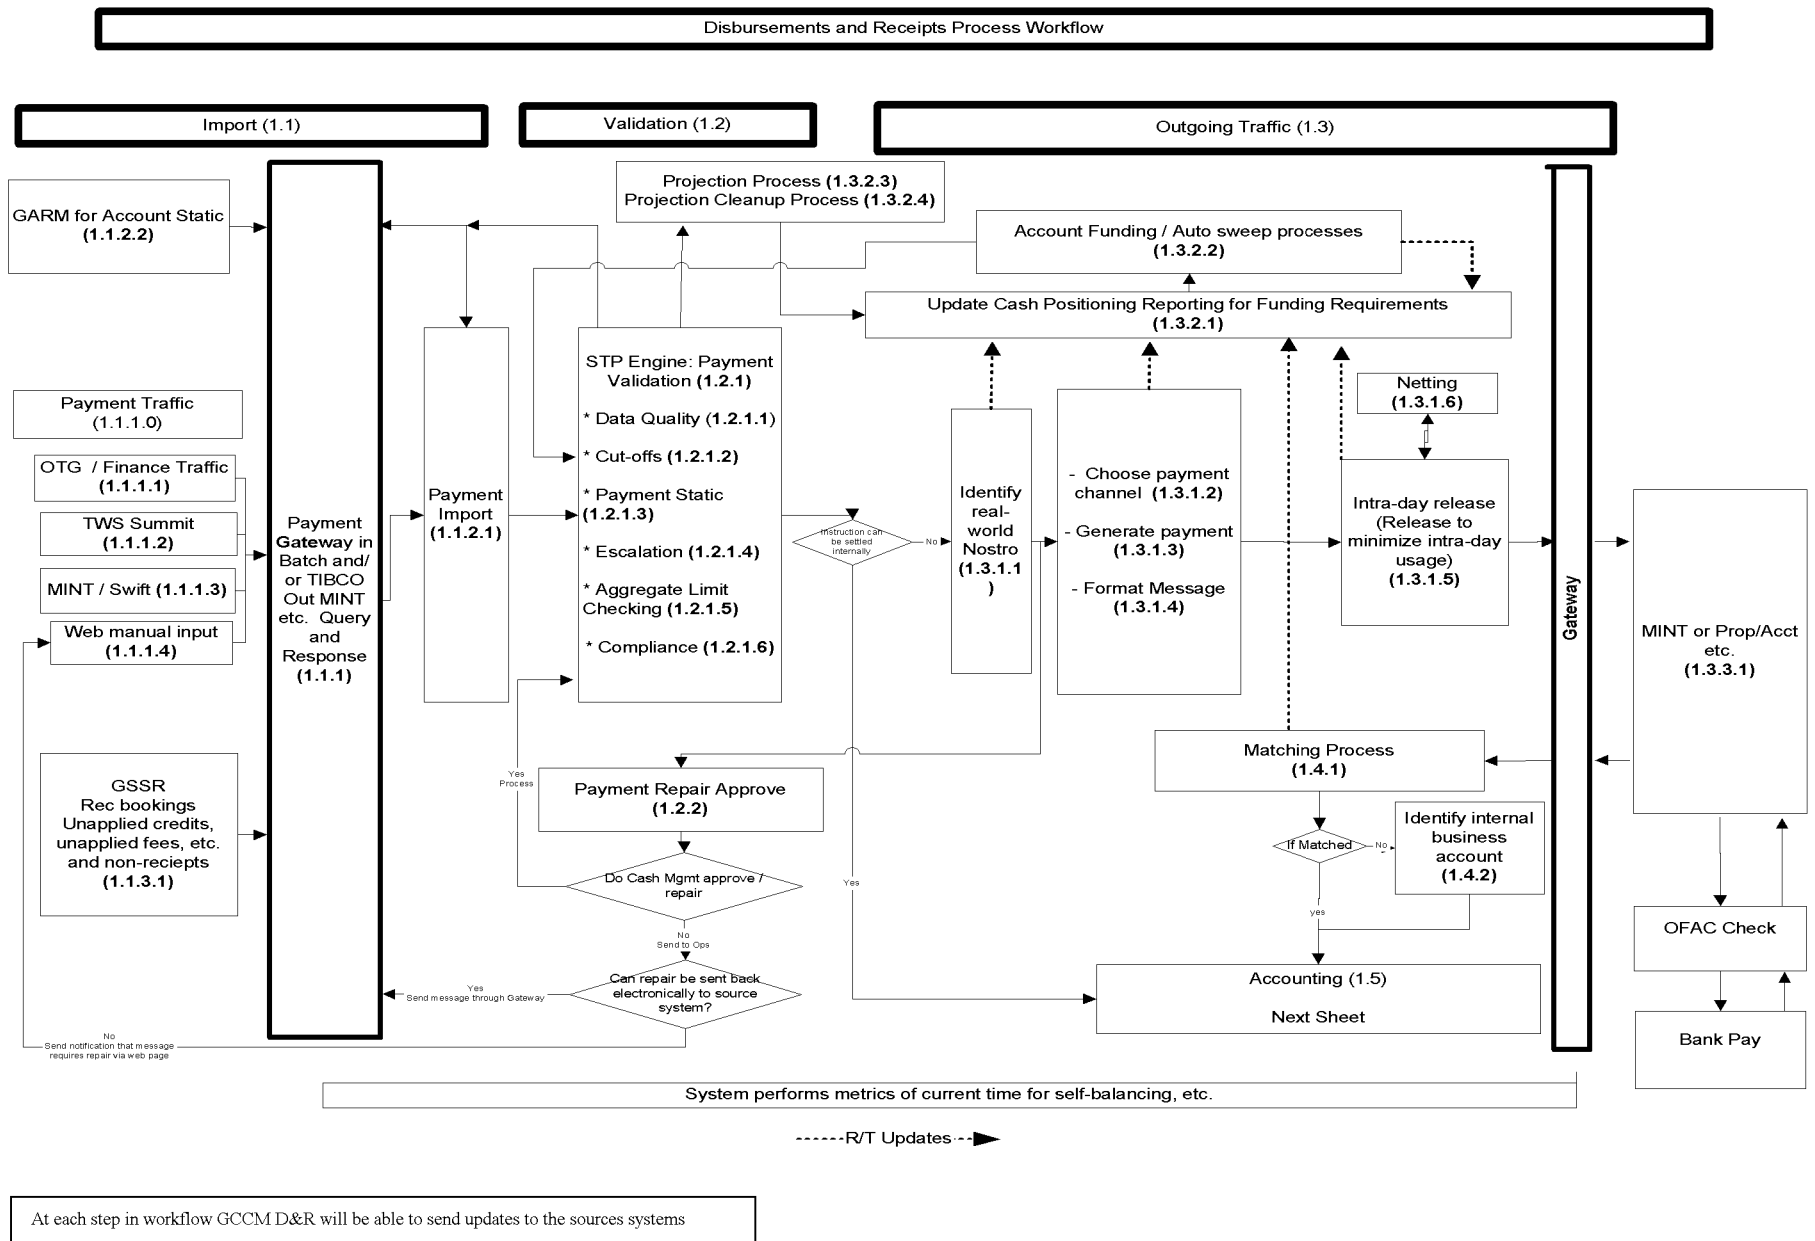 Disbursements and Receipts Process Workflow
Import (1.1)
Validation (1.2)
Outgoing Traffic (1.3)
GARM for Account Static
(1.1.2.2)
Payment Traffic
(1.1.1.0)
OTG / Finance Traffic
(1.1.1.1)
TWS Summit
(1.1.1.2)
MINT / Swift (1.1.1.3)
Web manual input
(1.1.1.4)
GSSR
Rec bookings
Unapplied credits,
unapplied fees, etc.
and non-reciepts
(1.1.3.1)
Payment
Gateway in
Batch and/
or TIBCO
Out MINT
etc. Query
and
Response
(1.1.1)
Payment
Import
(1.1.2.1)
Projection Process (1.3.2.3)
Projection Cleanup Process (1.3.2.4)
STP Engine: Payment
Validation (1.2.1)
* Data Quality (1.2.1.1)
* Cut-offs (1.2.1.2)
* Payment Static
(1.2.1.3)
* Escalation (1.2.1.4)
* Aggregate Limit
Checking (1.2.1.5)
* Compliance (1.2.1.6)
Yes
Process
Payment Repair Approve
(1.2.2)
Do Cash Mgmt approve /
repair
No
Send to Ops
Can repair be sent back
electronically to source
system?
Yes
Send message through Gateway
No
Send notification that message
requires repair via web page
Account Funding / Auto sweep processes
(1.3.2.2)
Update Cash Positioning Reporting for Funding Requirements
(1.3.2.1)
Instruction can
be settled
internally
No
Yes
Identify
real-
world
Nostro
(1.3.1.1
)
- Choose payment
channel (1.3.1.2)
- Generate payment
(1.3.1.3)
- Format Message
(1.3.1.4)
Netting
(1.3.1.6)
Intra-day release
(Release to
minimize intra-day
usage)
(1.3.1.5)
Matching Process
(1.4.1)
If Matched
No
yes
Identify internal
business
account
(1.4.2)
Accounting (1.5)
Next Sheet
Gateway
MINT or Prop/Acct
etc.
(1.3.3.1)
OFAC Check
Bank Pay
System performs metrics of current time for self-balancing, etc.
R/T Updates
At each step in workflow GCCM D&R will be able to send updates to the sources systems